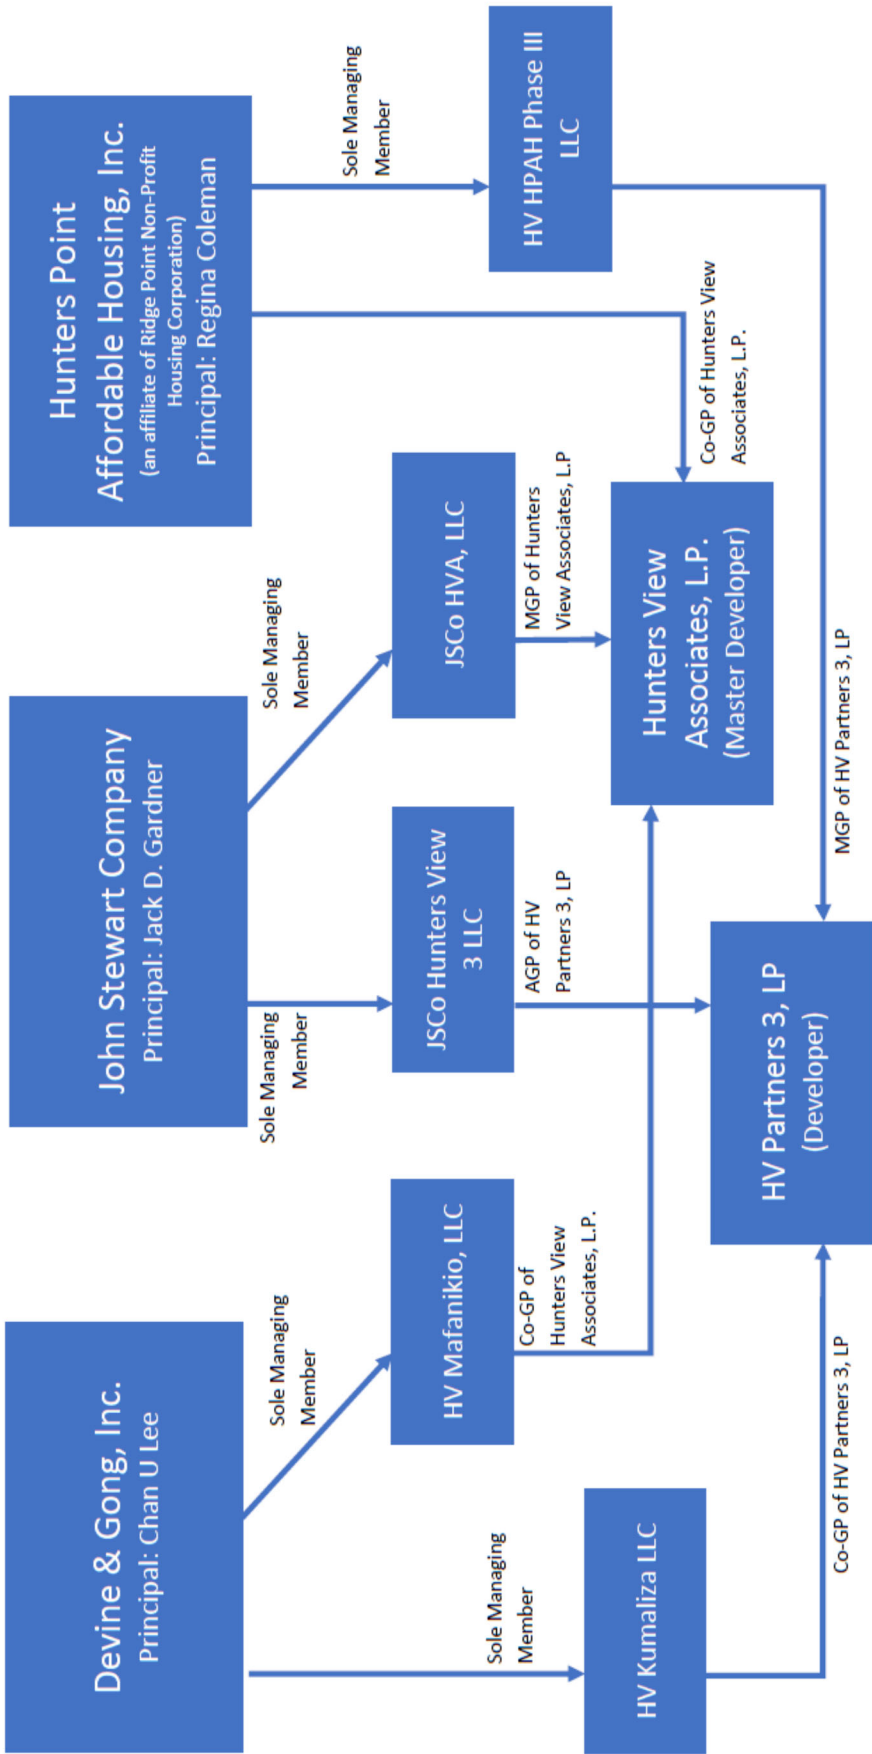 Devine & Gong, Inc.
Principal: Chan U Lee
John Stewart Company
Principal: Jack D. Gardner
Hunters Point
Affordable Housing, Inc.
(an affiliate of Ridge Point Non-Profit
Housing Corporation)
Principal: Regina Coleman
Sole Managing
Member
Sole Managing
Member
Sole Managing
Member
Sole Managing
Member
Sole Managing
Member
HV Mafanikio, LLC
JSCo Hunters View
3 LLC
JSCo HVA, LLC
HV HPAH Phase III
LLC
HV Kumaliza LLC
Co-GP of
Hunters View
Associates, L.P.
AGP of HV
Partners 3, LP
MGP of Hunters
View Associates, L.P
Co-GP of Hunters View
Associates, L.P.
Hunters View
Associates, L.P.
(Master Developer)
HV Partners 3, LP
(Developer)
Co-GP of HV Partners 3, LP
MGP of HV Partners 3, LP